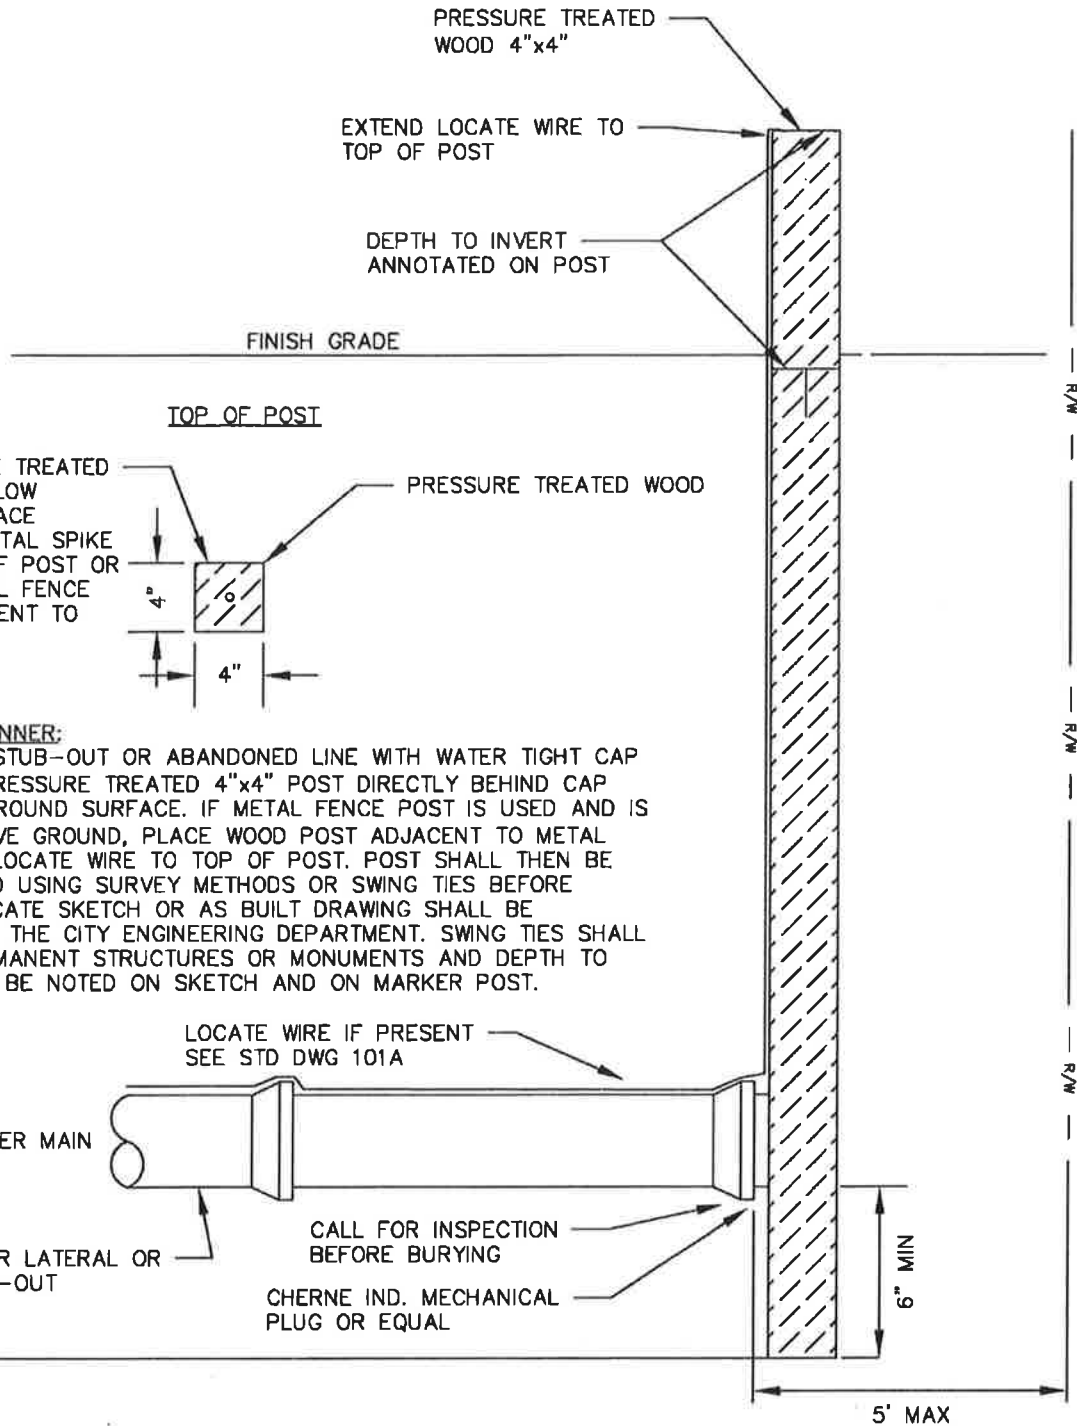 PRESSURE TREATED
WOOD 4"x4"
EXTEND LOCATE WIRE TO
TOP OF POST
DEPTH TO INVERT
ANNOTATED ON POST
FINISH GRADE
R/W
TOP OF POST
TREATED
LOW
ACE
TAL SPIKE
F POST OR
L FENCE
ENT TO
PRESSURE TREATED WOOD
4"
4"
NNER:
STUB-OUT OR ABANDONED LINE WITH WATER TIGHT CAP
RESSURE TREATED 4"x4" POST DIRECTLY BEHIND CAP
ROUND SURFACE. IF METAL FENCE POST IS USED AND IS
VE GROUND, PLACE WOOD POST ADJACENT TO METAL
LOCATE WIRE TO TOP OF POST. POST SHALL THEN BE
D USING SURVEY METHODS OR SWING TIES BEFORE
CATE SKETCH OR AS BUILT DRAWING SHALL BE
THE CITY ENGINEERING DEPARTMENT. SWING TIES SHALL
MANENT STRUCTURES OR MONUMENTS AND DEPTH TO
BE NOTED ON SKETCH AND ON MARKER POST.
R/W
LOCATE WIRE IF PRESENT
SEE STD DWG 101A
R/W
ER MAIN
R LATERAL OR
-OUT
CALL FOR INSPECTION
BEFORE BURYING
CHERNE IND. MECHANICAL
PLUG OR EQUAL
6" MIN
5' MAX